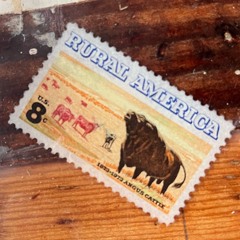 RURAL AMERICA
U.S.
8c
1873-1973 ANGUS CATTLE